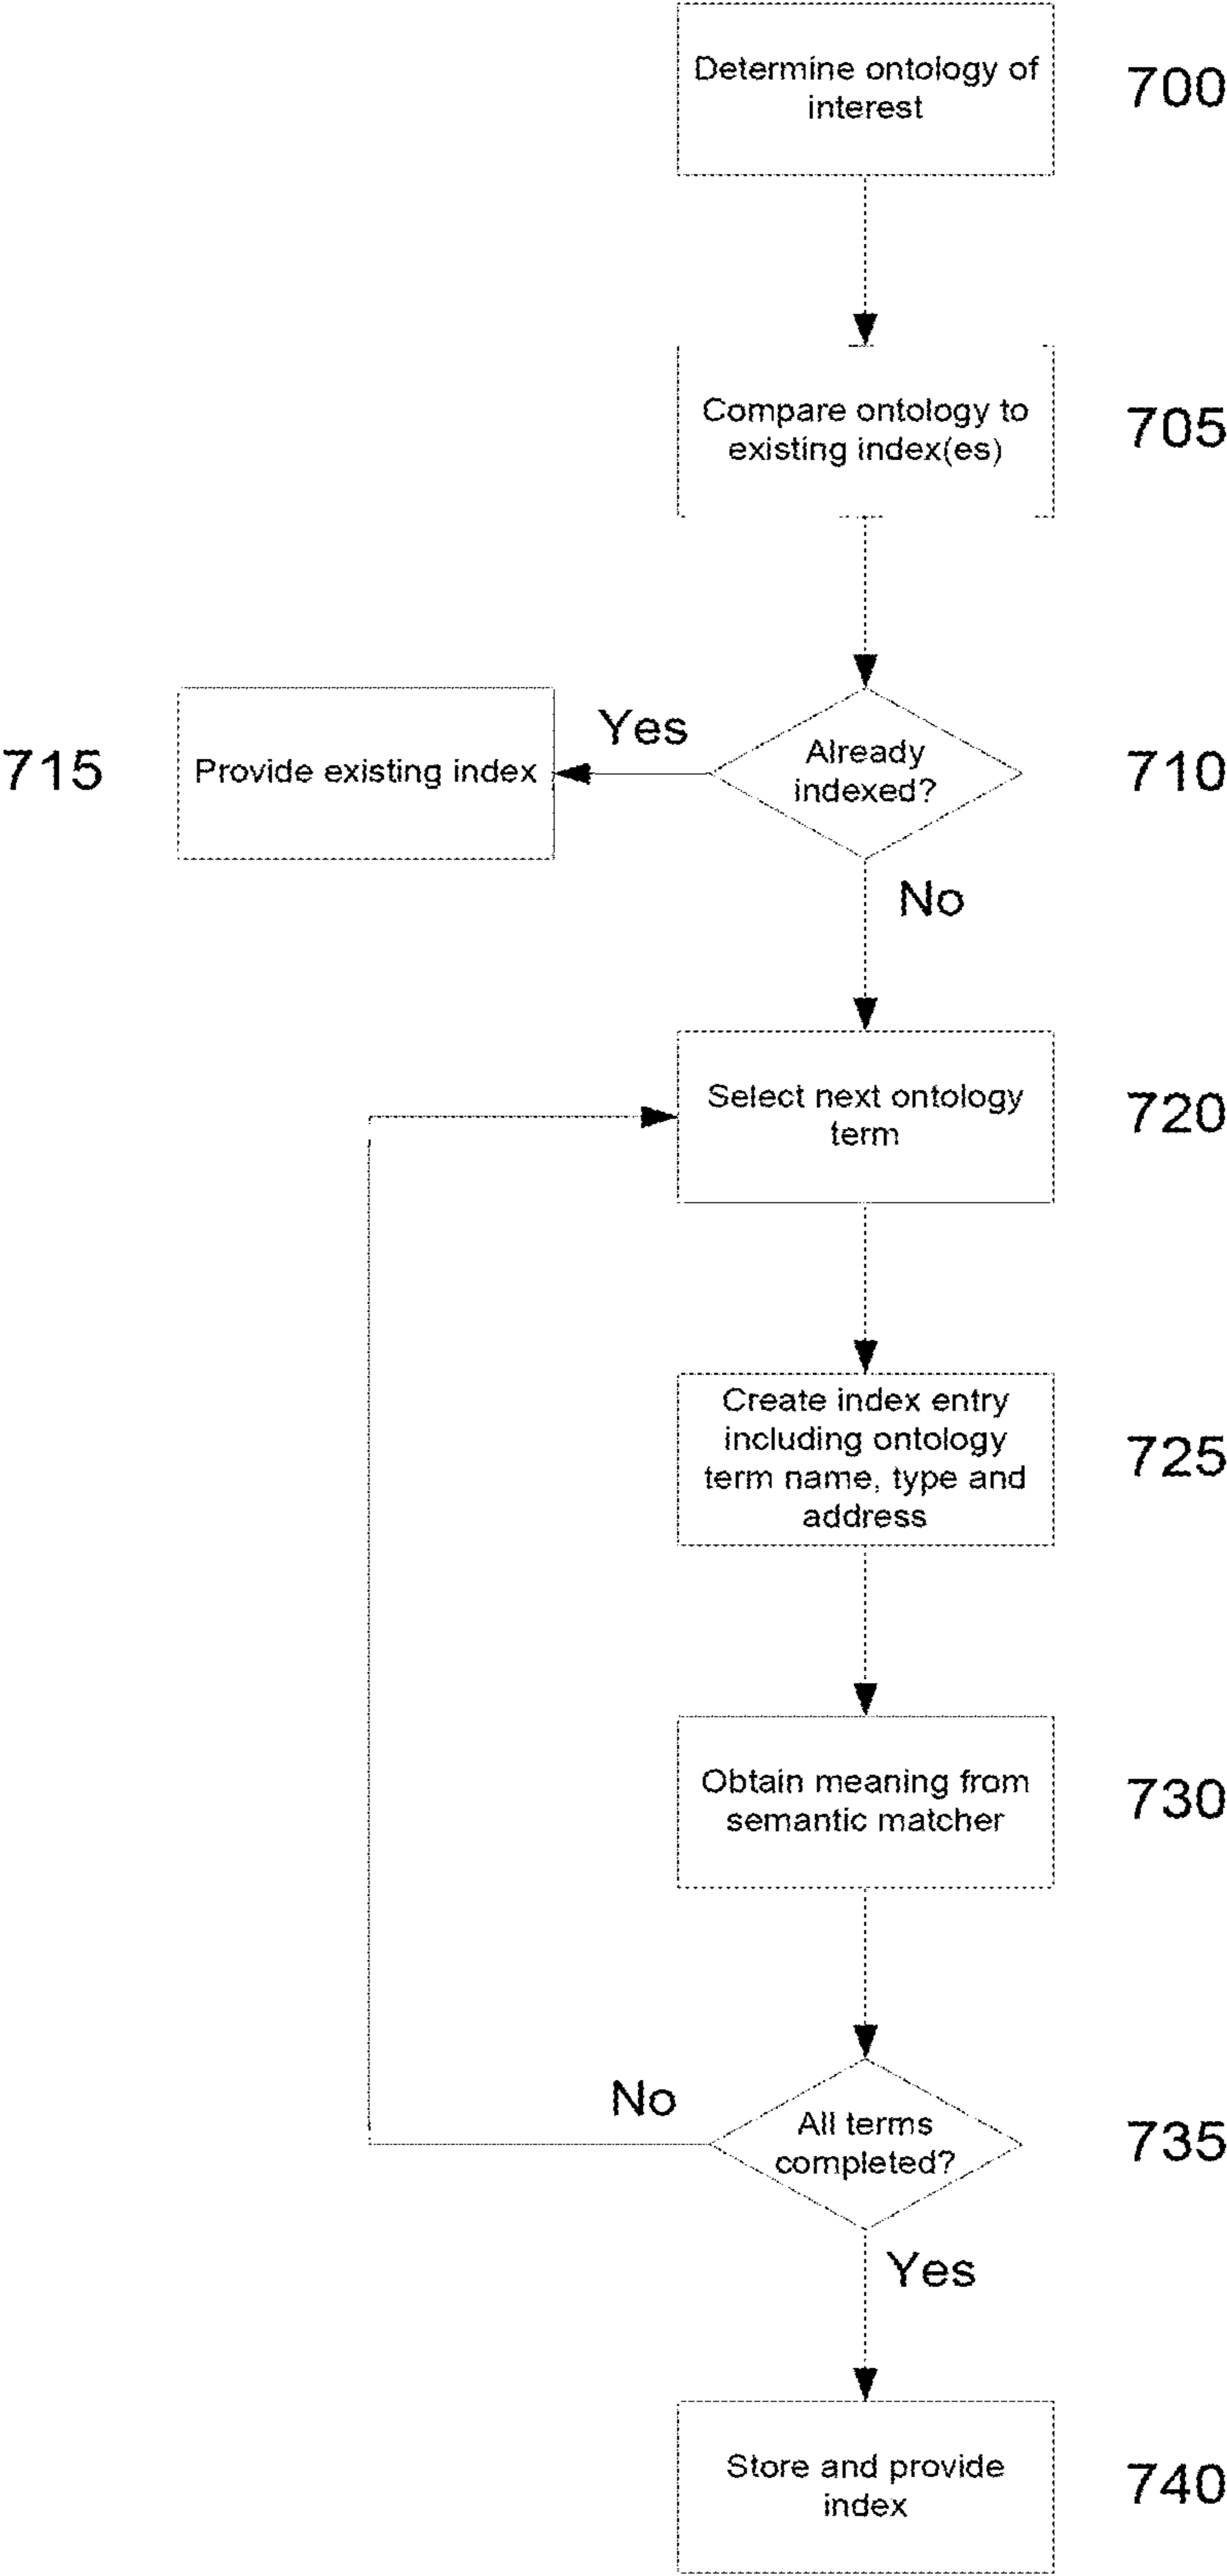 Determine ontology of
interest
700
Compare ontology to
existing index(es)
705
715
Provide existing index
Yes
Already
indexed?
710
No
Select next ontology
term
720
Create index entry
including ontology
term name, type and
address
725
Obtain meaning from
semantic matcher
730
No
All terms
completed?
735
Yes
Store and provide
index
740